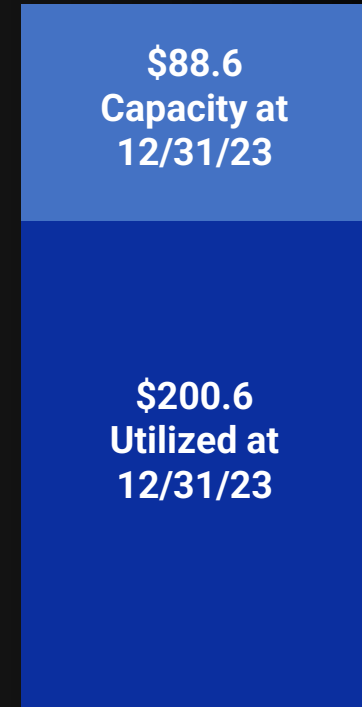 $88.6
Capacity at
12/31/23
$200.6
Utilized at
12/31/23